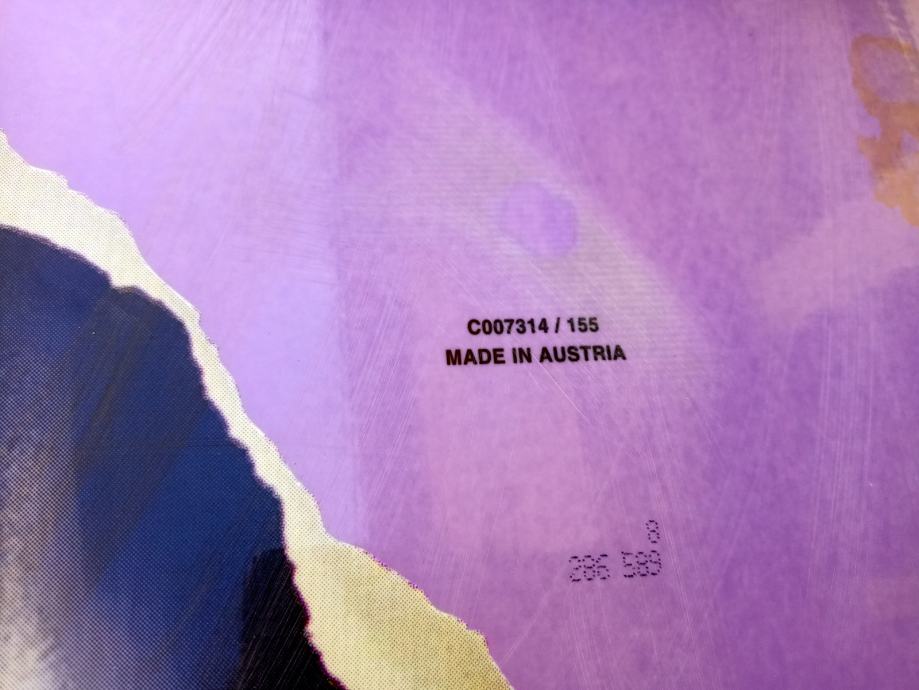 C007314 / 155
MADE IN AUSTRIA
8
286 589